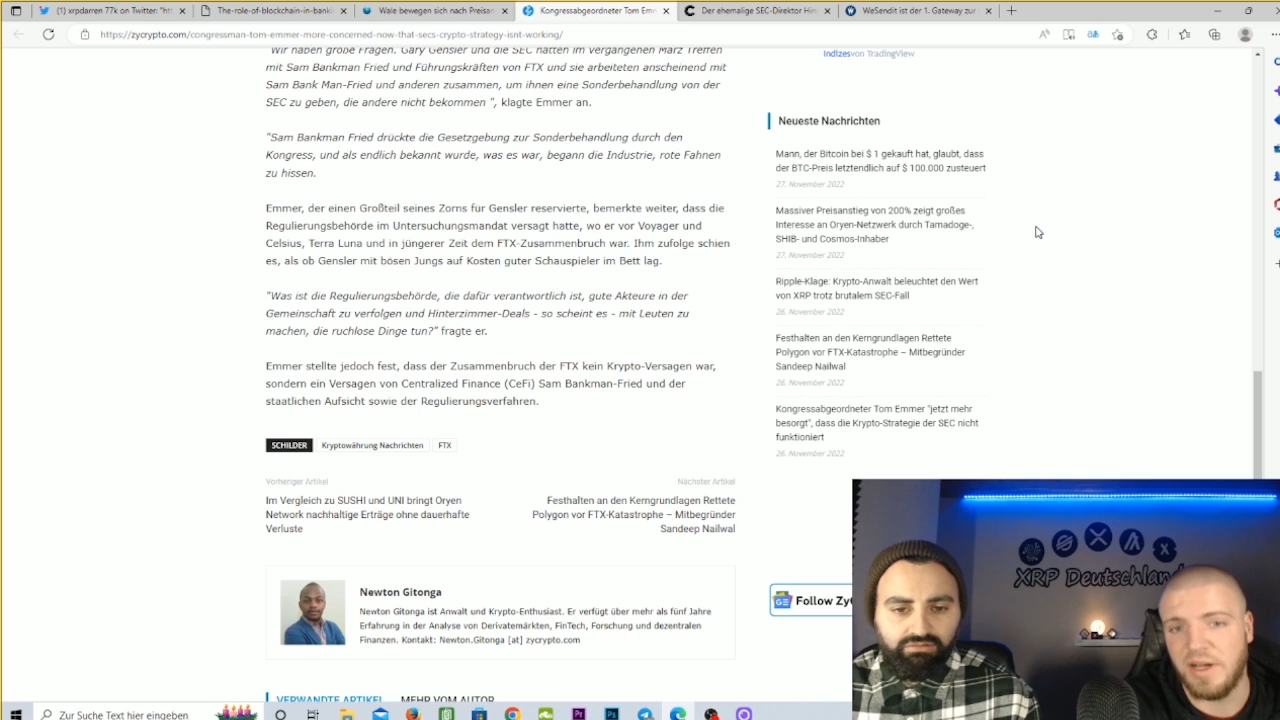 (1) xrpdarren 77k on Twitter: "ht
The-role-of-blockchain-in-banki
Wale bewegen sich nach Preisan
Kongressabgeordneter Tom Emm
Der ehemalige SEC-Direktor Hin
WeSendit ist der 1. Gateway zur
https://zycrypto.com/congressman-tom-emmer-more-concerned-now-that-secs-crypto-strategy-isnt-working/
"Wir haben große Fragen. Gary Gensler und die SEC hatten im vergangenen März Treffen
mit Sam Bankman Fried und Führungskräften von FTX und sie arbeiteten anscheinend mit
Sam Bank Man-Fried und anderen zusammen, um ihnen eine Sonderbehandlung von der
SEC zu geben, die andere nicht bekommen ", klagte Emmer an.
"Sam Bankman Fried drückte die Gesetzgebung zur Sonderbehandlung durch den
Kongress, und als endlich bekannt wurde, was es war, begann die Industrie, rote Fahnen
zu hissen.
Emmer, der einen Großteil seines Zorns für Gensler reservierte, bemerkte weiter, dass die
Regulierungsbehörde im Untersuchungsmandat versagt hatte, wo er vor Voyager und
Celsius, Terra Luna und in jüngerer Zeit dem FTX-Zusammenbruch war. Ihm zufolge schien
es, als ob Gensler mit bösen Jungs auf Kosten guter Schauspieler im Bett lag.
"Was ist die Regulierungsbehörde, die dafür verantwortlich ist, gute Akteure in der
Gemeinschaft zu verfolgen und Hinterzimmer-Deals - so scheint es - mit Leuten zu
machen, die ruchlose Dinge tun?" fragte er.
Emmer stellte jedoch fest, dass der Zusammenbruch der FTX kein Krypto-Versagen war,
sondern ein Versagen von Centralized Finance (CeFi) Sam Bankman-Fried und der
staatlichen Aufsicht sowie der Regulierungsverfahren.
SCHILDER Kryptowährung Nachrichten FTX
Vorheriger Artikel
Im Vergleich zu SUSHI und UNI bringt Oryen
Network nachhaltige Erträge ohne dauerhafte
Verluste
Nächster Artikel
Festhalten an den Kerngrundlagen Rettete
Polygon vor FTX-Katastrophe – Mitbegründer
Sandeep Nailwal
Newton Gitonga
Newton Gitonga ist Anwalt und Krypto-Enthusiast. Er verfügt über mehr als fünf Jahre
Erfahrung in der Analyse von Derivatemärkten, FinTech, Forschung und dezentralen
Finanzen. Kontakt: Newton.Gitonga [at] zycrypto.com
VERWANDTE ARTIKEL MEHR VOM AUTOR
Indizesvon TradingView
Neueste Nachrichten
Mann, der Bitcoin bei $ 1 gekauft hat, glaubt, dass
der BTC-Preis letztendlich auf $ 100.000 zusteuert
27. November 2022
Massiver Preisanstieg von 200% zeigt großes
Interesse an Oryen-Netzwerk durch Tamadoge-,
SHIB- und Cosmos-Inhaber
27. November 2022
Ripple-Klage: Krypto-Anwalt beleuchtet den Wert
von XRP trotz brutalem SEC-Fall
26. November 2022
Festhalten an den Kerngrundlagen Rettete
Polygon vor FTX-Katastrophe – Mitbegründer
Sandeep Nailwal
26. November 2022
Kongressabgeordneter Tom Emmer "jetzt mehr
besorgt", dass die Krypto-Strategie der SEC nicht
funktioniert
26. November 2022
Follow ZyC
XRP Deutschland
Zur Suche Text hier eingeben